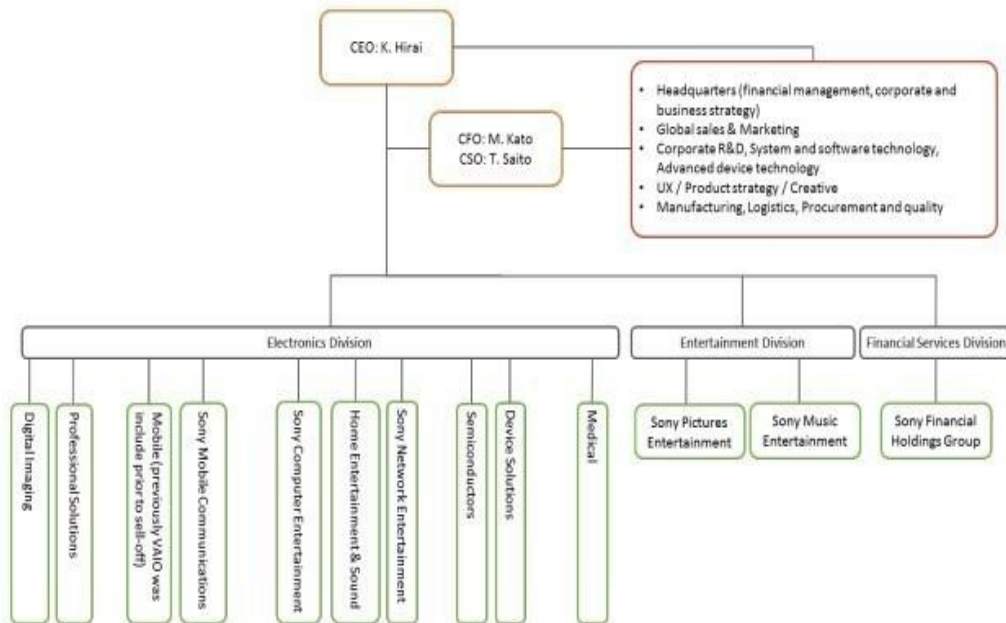 CEO: K. Hirai
CFO: M. Kato
CSO: T. Saito
• Headquarters (financial management, corporate and
business strategy)
• Global sales & Marketing
• Corporate R&D, System and software technology,
Advanced device technology
• UX / Product strategy / Creative
• Manufacturing, Logistics, Procurement and quality
Electronics Division
Entertainment Division
Financial Services Division
Digital Imaging
Professional Solutions
Mobile (previously VAIO was
include prior to sell-off)
Sony Mobile Communications
Sony Computer Entertainment
Home Entertainment & Sound
Sony Network Entertainment
Semiconductors
Device Solutions
Medical
Sony Pictures
Entertainment
Sony Music
Entertainment
Sony Financial
Holdings Group